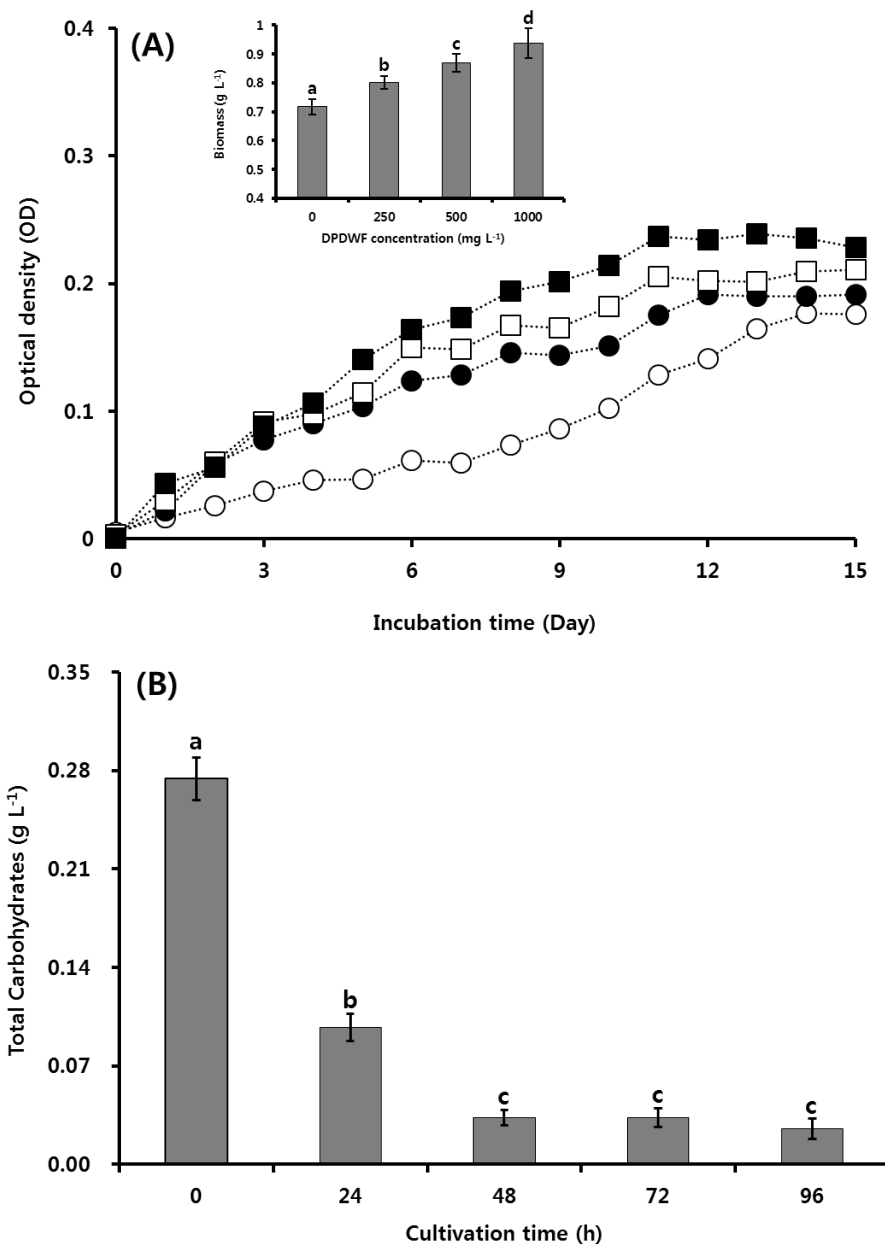 (A)
0.4
0.3
0.2
0.1
0
Optical density (OD)
1
0.9
0.8
0.7
0.6
0.5
0.4
Biomass (g L-1)
a
b
c
d
0 250 500 1000
DPDWF concentration (mg L-1)
0 3 6 9 12 15
Incubation time (Day)
(B)
0.35
0.28
0.21
0.14
0.07
0.00
Total Carbohydrates (g L-1)
a
b
c
c
c
0 24 48 72 96
Cultivation time (h)